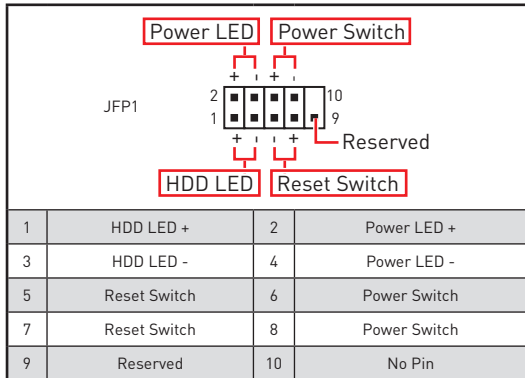 Power LED Power Switch
+ - + -
JFP1
2 10
1 9
+ - - +
Reserved
HDD LED Reset Switch
1 HDD LED + 2 Power LED +
3 HDD LED - 4 Power LED -
5 Reset Switch 6 Power Switch
7 Reset Switch 8 Power Switch
9 Reserved 10 No Pin